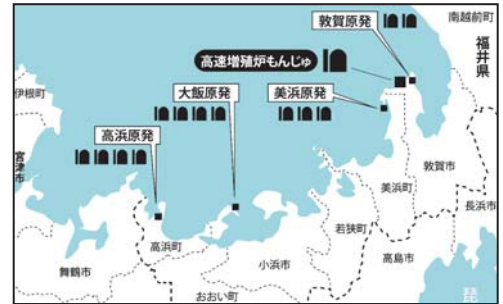 敦賀原発
南越前町
福井県
高速増殖炉もんじゅ
伊根町
大飯原発
美浜原発
高浜原発
宮津市
敦賀市
美浜町
長浜市
若狭町
高浜町
小浜市
高島市
舞鶴市
おおい町